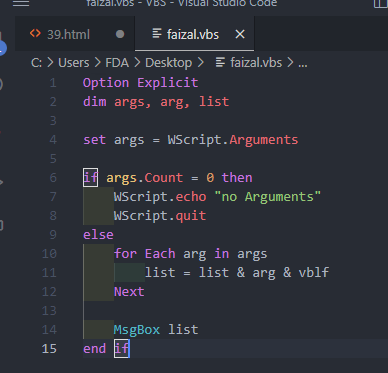 faizal.vbs - VBS - Visual Studio Code
39.html
faizal.vbs
C: > Users > FDA > Desktop > faizal.vbs > ...
1 Option Explicit
2 dim args, arg, list
3
4 set args = WScript.Arguments
5
6 if args.Count = 0 then
7 WScript.echo "no Arguments"
8 WScript.quit
9 else
10 for Each arg in args
11 list = list & arg & vblf
12 Next
13
14 MsgBox list
15 end if